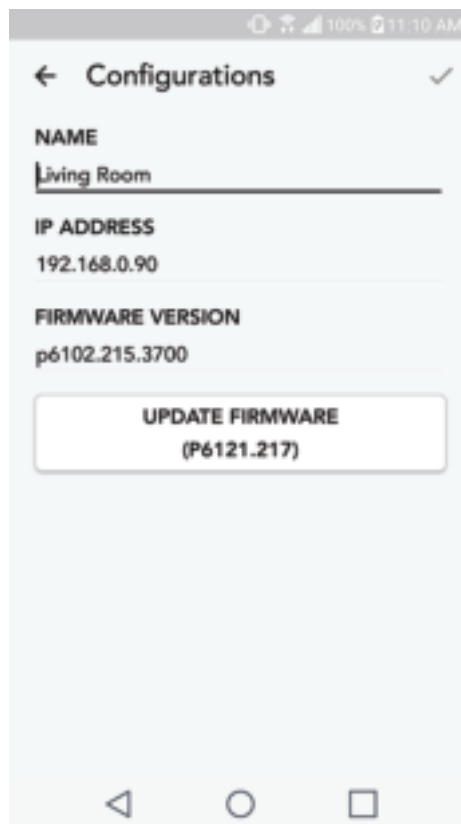 100% 11:10 AM
Configurations
NAME
Living Room
IP ADDRESS
192.168.0.90
FIRMWARE VERSION
p6102.215.3700
UPDATE FIRMWARE
(P6121.217)